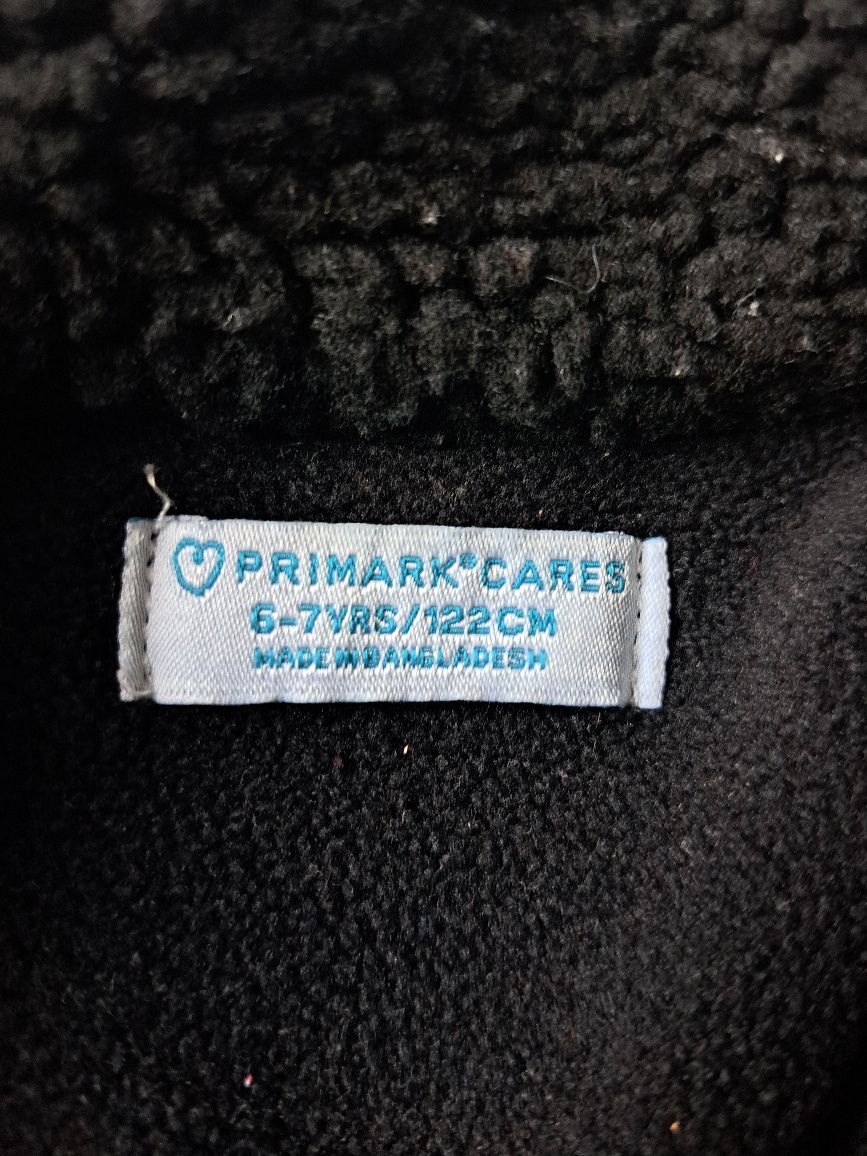 PRIMARK® CARES
6-7YRS/122CM
MADE IN BANGLADESH